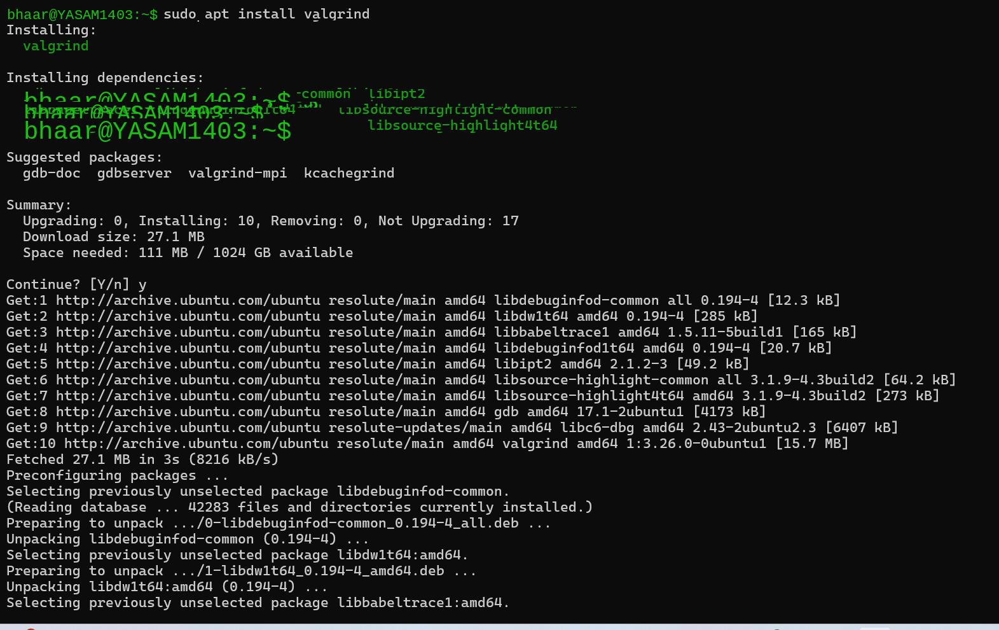 bhaar@YASAM1403:~$ sudo apt install valgrind
Installing:
  valgrind

Installing dependencies:
bhaar@YASAM1403:~$ -common  libipt2
bhaar@YASAM1403:~$ libsource-highlight-common
bhaar@YASAM1403:~$ libsource-highlight4t64

Suggested packages:
  gdb-doc  gdbserver  valgrind-mpi  kcachegrind

Summary:
  Upgrading: 0, Installing: 10, Removing: 0, Not Upgrading: 17
  Download size: 27.1 MB
  Space needed: 111 MB / 1024 GB available

Continue? [Y/n] y
Get:1 http://archive.ubuntu.com/ubuntu resolute/main amd64 libdebuginfod-common all 0.194-4 [12.3 kB]
Get:2 http://archive.ubuntu.com/ubuntu resolute/main amd64 libdw1t64 amd64 0.194-4 [285 kB]
Get:3 http://archive.ubuntu.com/ubuntu resolute/main amd64 libbabeltrace1 amd64 1.5.11-5build1 [165 kB]
Get:4 http://archive.ubuntu.com/ubuntu resolute/main amd64 libdebuginfod1t64 amd64 0.194-4 [20.7 kB]
Get:5 http://archive.ubuntu.com/ubuntu resolute/main amd64 libipt2 amd64 2.1.2-3 [49.2 kB]
Get:6 http://archive.ubuntu.com/ubuntu resolute/main amd64 libsource-highlight-common all 3.1.9-4.3build2 [64.2 kB]
Get:7 http://archive.ubuntu.com/ubuntu resolute/main amd64 libsource-highlight4t64 amd64 3.1.9-4.3build2 [273 kB]
Get:8 http://archive.ubuntu.com/ubuntu resolute/main amd64 gdb amd64 17.1-2ubuntu1 [4173 kB]
Get:9 http://archive.ubuntu.com/ubuntu resolute-updates/main amd64 libc6-dbg amd64 2.43-2ubuntu2.3 [6407 kB]
Get:10 http://archive.ubuntu.com/ubuntu resolute/main amd64 valgrind amd64 1:3.26.0-0ubuntu1 [15.7 MB]
Fetched 27.1 MB in 3s (8216 kB/s)
Preconfiguring packages ...
Selecting previously unselected package libdebuginfod-common.
(Reading database ... 42283 files and directories currently installed.)
Preparing to unpack .../0-libdebuginfod-common_0.194-4_all.deb ...
Unpacking libdebuginfod-common (0.194-4) ...
Selecting previously unselected package libdw1t64:amd64.
Preparing to unpack .../1-libdw1t64_0.194-4_amd64.deb ...
Unpacking libdw1t64:amd64 (0.194-4) ...
Selecting previously unselected package libbabeltrace1:amd64.